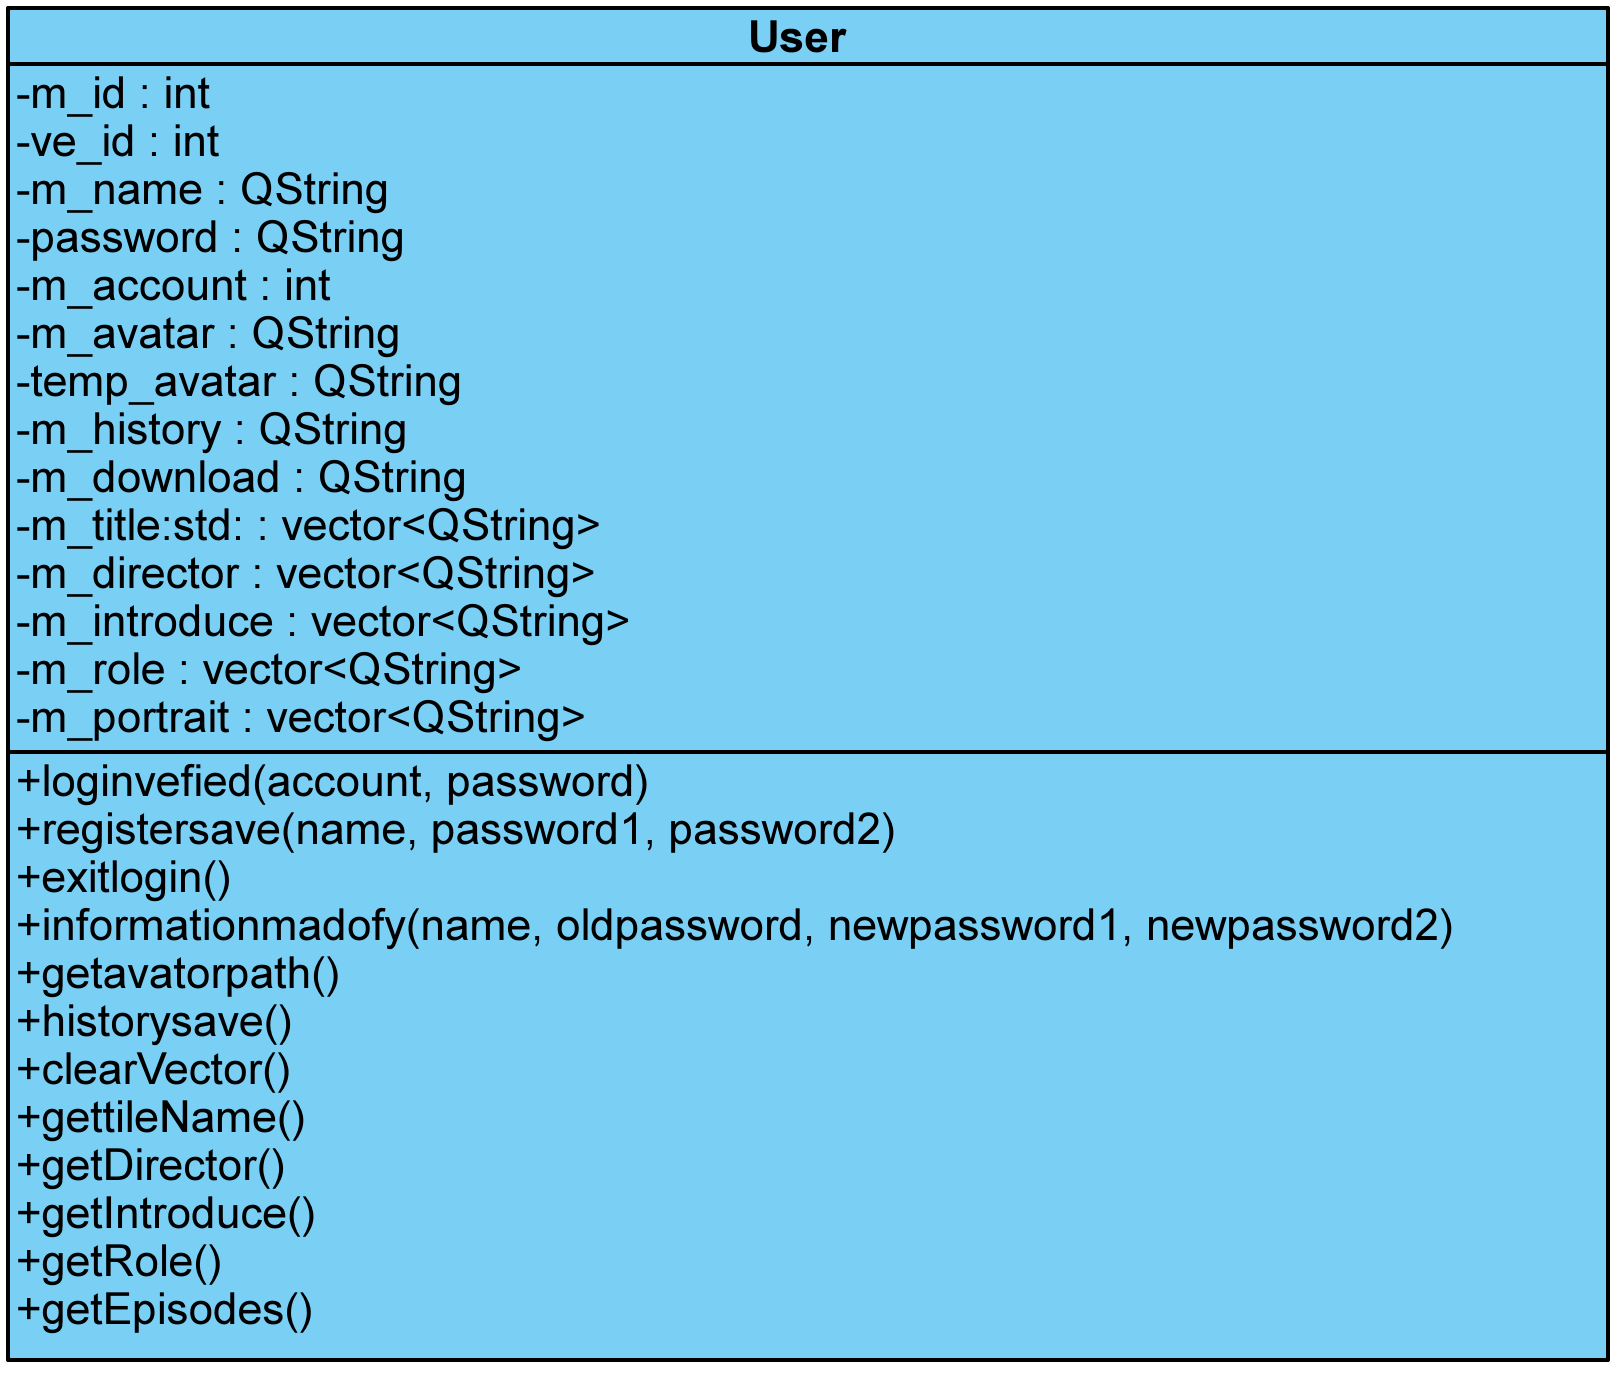 User
-m_id : int
-ve_id : int
-m_name : QString
-password : QString
-m_account : int
-m_avatar : QString
-temp_avatar : QString
-m_history : QString
-m_download : QString
-m_title:std: : vector<QString>
-m_director : vector<QString>
-m_introduce : vector<QString>
-m_role : vector<QString>
-m_portrait : vector<QString>
+loginvefied(account, password)
+registersave(name, password1, password2)
+exitlogin()
+informationmadofy(name, oldpassword, newpassword1, newpassword2)
+getavatorpath()
+historysave()
+clearVector()
+gettileName()
+getDirector()
+getIntroduce()
+getRole()
+getEpisodes()